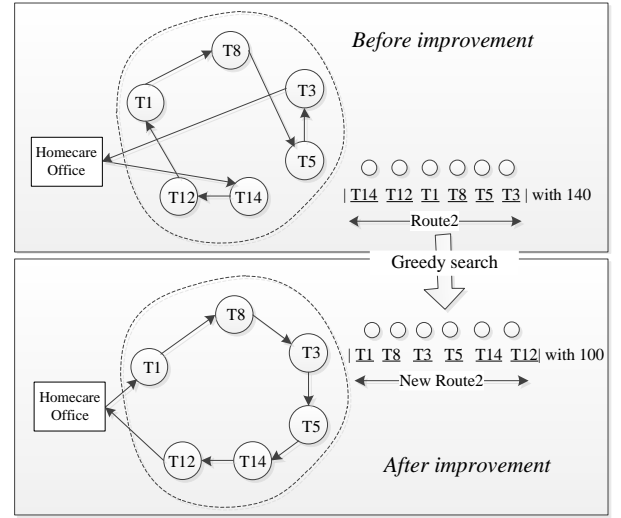 Before improvement
T8
T3
T1
Homecare
Office
T5
T12
T14
| T14 T12 T1 T8 T5 T3 | with 140
Route2
Greedy search
T8
T3
T1
| T1 T8 T3 T5 T14 T12| with 100
New Route2
Homecare
Office
T5
T12
T14
After improvement